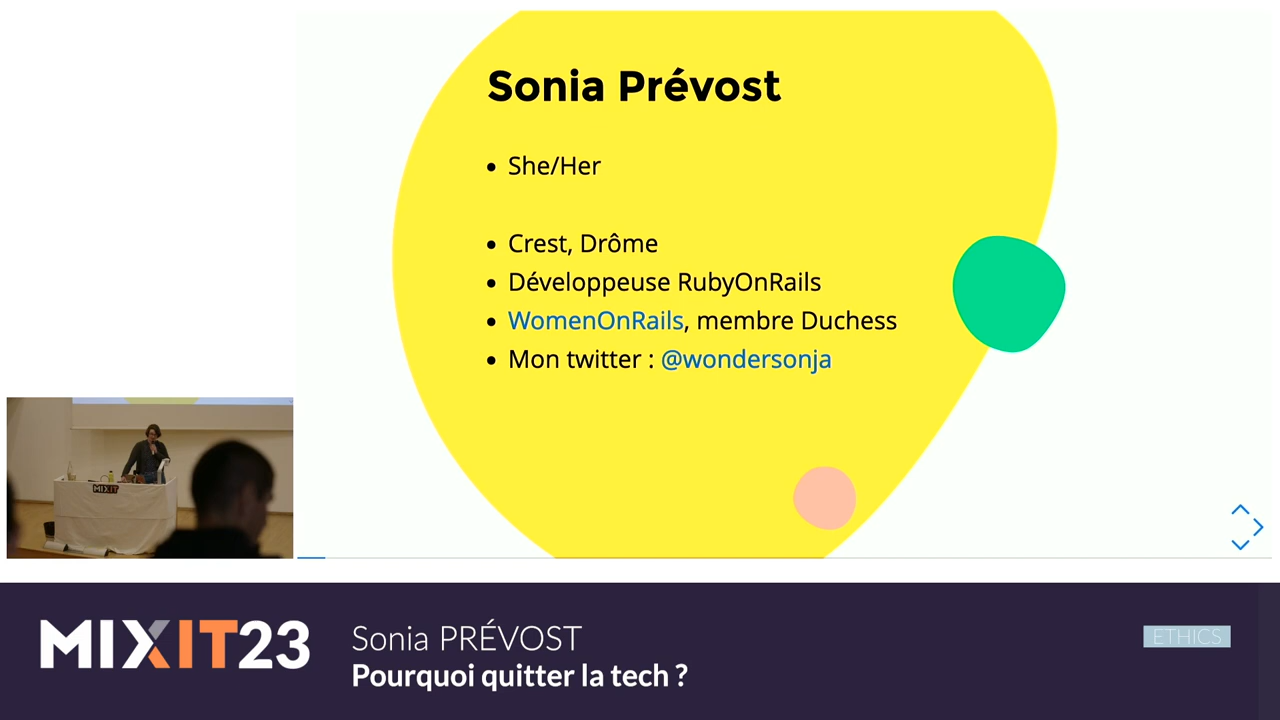 Sonia Prévost
She/Her
Crest, Drôme
Développeuse RubyOnRails
WomenOnRails, membre Duchess
Mon twitter : @wondersonja
MIXIT
MIXIT23
Sonia PRÉVOST
Pourquoi quitter la tech ?
ETHICS